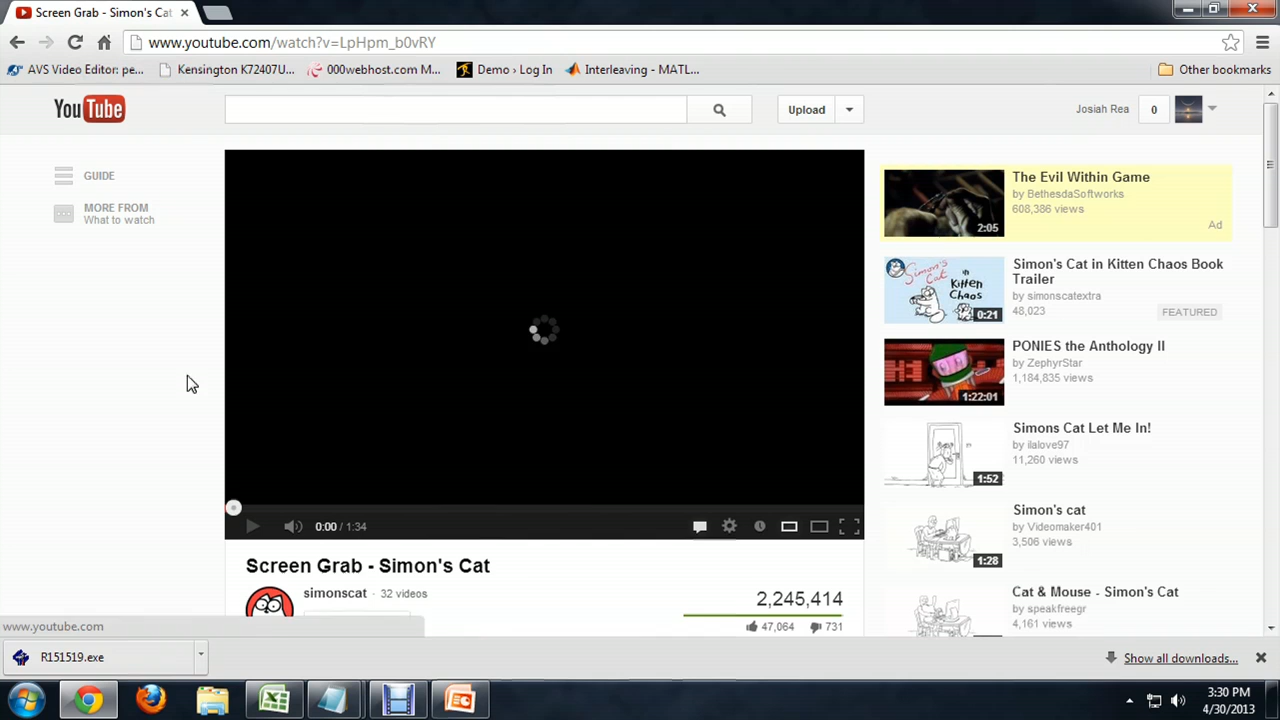 Screen Grab - Simon's Cat
www.youtube.com/watch?v=LpHpm_b0vRY
AVS Video Editor: pe...
Kensington K72407U...
000webhost.com M...
Demo › Log In
Interleaving - MATL...
Other bookmarks
YouTube
Upload
Josiah Rea
0
GUIDE
MORE FROM
What to watch
0:00 / 1:34
Screen Grab - Simon's Cat
simonscat · 32 videos
2,245,414
47,064
731
The Evil Within Game
by BethesdaSoftworks
608,386 views
Ad
2:05
Simon's Cat in Kitten Chaos Book
Trailer
by simonscatextra
48,023
FEATURED
Simon's Cat
in
Kitten
Chaos
0:21
PONIES the Anthology II
by ZephyrStar
1,184,835 views
1:22:01
Simons Cat Let Me In!
by ilalove97
11,260 views
1:52
Simon's cat
by Videomaker401
3,506 views
1:28
Cat & Mouse - Simon's Cat
by speakfreegr
4,161 views
www.youtube.com
R151519.exe
Show all downloads...
3:30 PM
4/30/2013